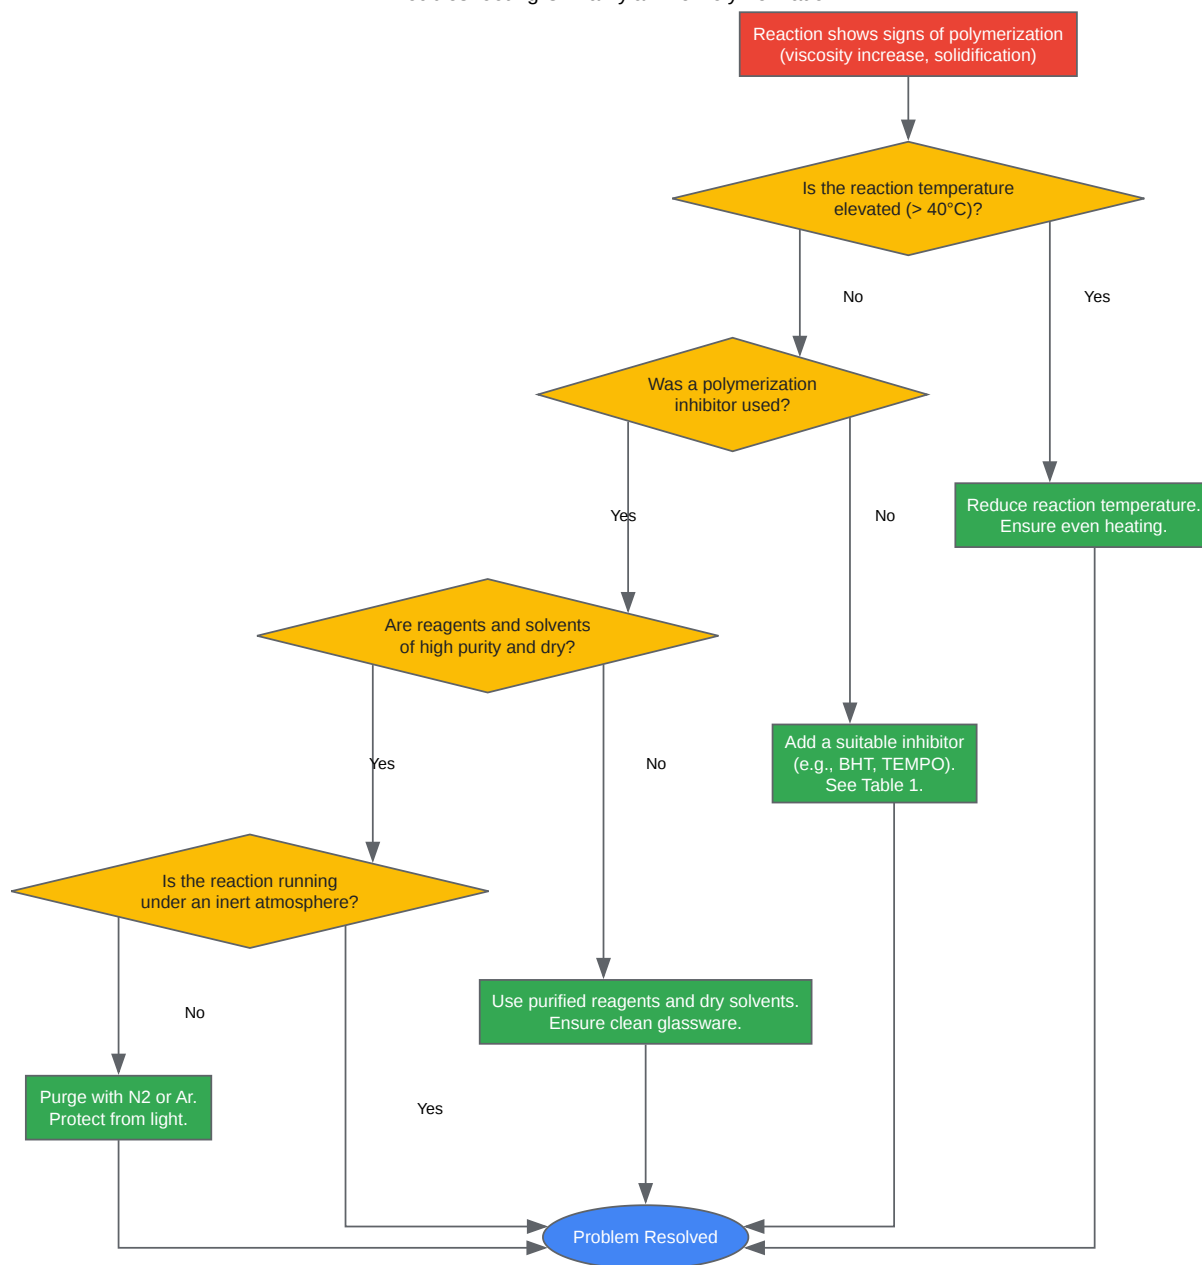 Reaction shows signs of polymerization
(viscosity increase, solidification)
Is the reaction temperature
elevated (> 40°C)?
No
Yes
Was a polymerization
inhibitor used?
Yes
No
Reduce reaction temperature.
Ensure even heating.
Are reagents and solvents
of high purity and dry?
Yes
No
Add a suitable inhibitor
(e.g., BHT, TEMPO).
See Table 1.
Is the reaction running
under an inert atmosphere?
No
Yes
Use purified reagents and dry solvents.
Ensure clean glassware.
Purge with N2 or Ar.
Protect from light.
Problem Resolved